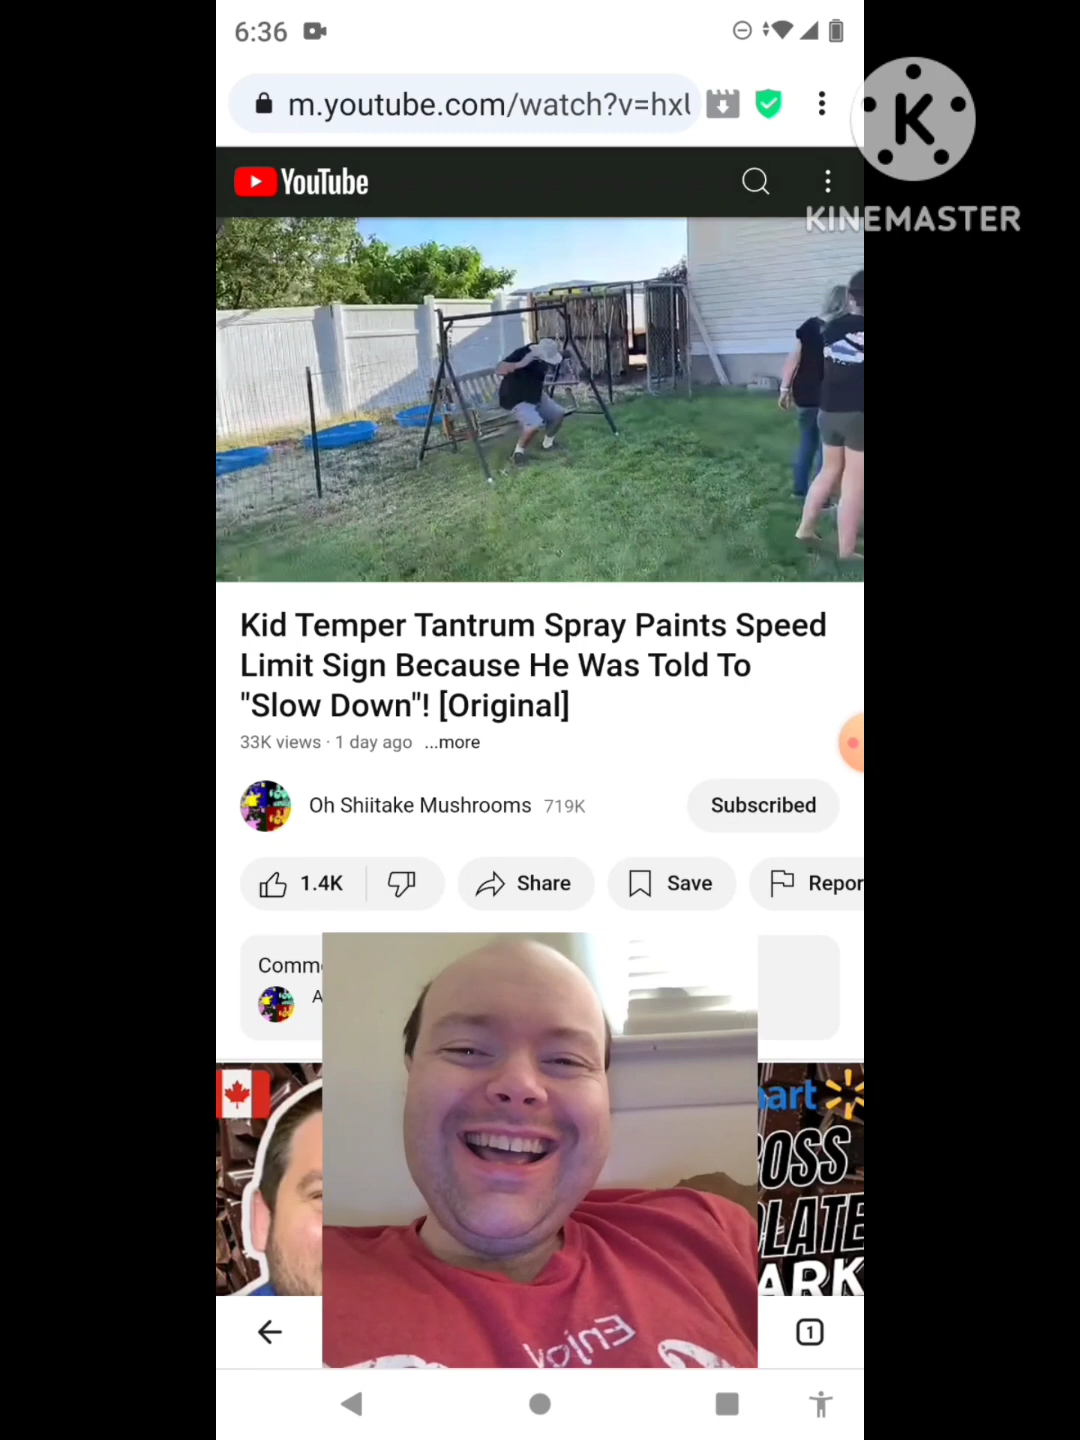 6:36
m.youtube.com/watch?v=hxl
YouTube
K
KINEMASTER
Kid Temper Tantrum Spray Paints Speed
Limit Sign Because He Was Told To
"Slow Down"! [Original]
33K views · 1 day ago ...more
Oh Shiitake Mushrooms 719K
Subscribed
1.4K
Share
Save
Repor
Comm
A
art
OSS
LATE
ARK
Enjoy
1